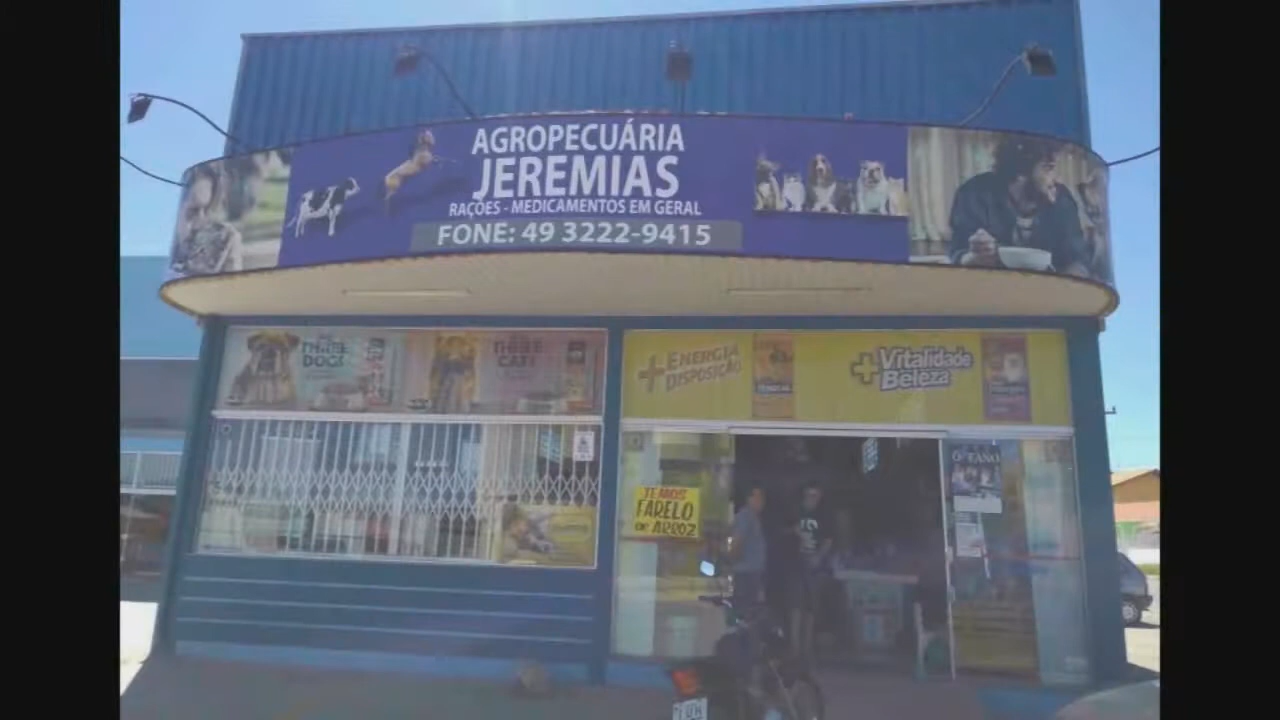 AGROPECUÁRIA
JEREMIAS
RAÇÕES - MEDICAMENTOS EM GERAL
FONE: 49 3222-9415
THREE
DOGS
THREE
CATS
+ENERGIA
DISPOSIÇÃO
+Vitalidade
Beleza
TEMOS
FARELO
DE ARROZ